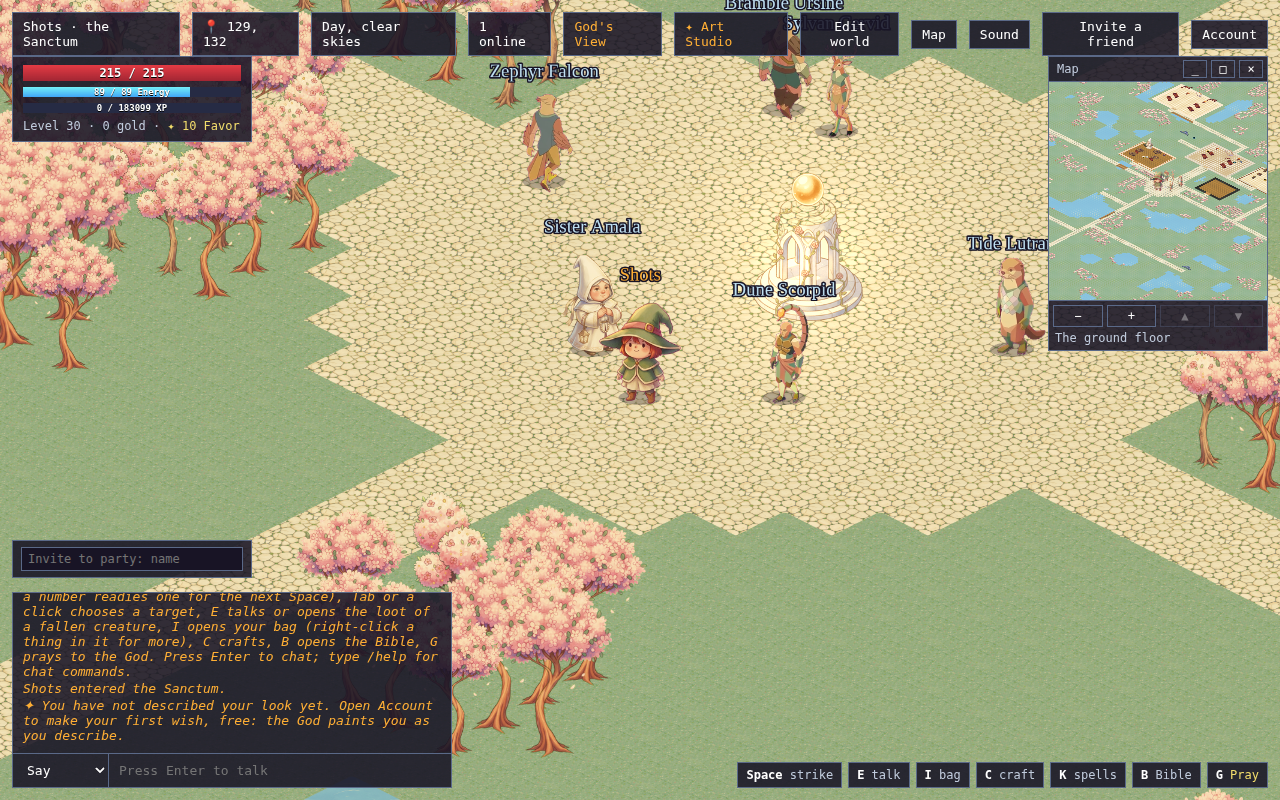 Bramble Ursine
Shots · the Sanctum
129, 132
Day, clear skies
1 online
God's View
✦ Art Studio
Edit world
Map
Sound
Invite a friend
Account
215 / 215
89 / 89 Energy
0 / 183099 XP
Level 30 · 0 gold · ✦ 10 Favor
Map
_ □ ×
Zephyr Falcon
Sister Amala
Shots
Dune Scorpid
− + ▲ ▼
The ground floor
Invite to party: name
a number readies one for the next Space), Tab or a
click chooses a target, E talks or opens the loot of
a fallen creature, I opens your bag (right-click a
thing in it for more), C crafts, B opens the Bible, G
prays to the God. Press Enter to chat; type /help for
chat commands.
Shots entered the Sanctum.
✦ You have not described your look yet. Open Account
to make your first wish, free: the God paints you as
you describe.
Say
Press Enter to talk
Space strike
E talk
I bag
C craft
K spells
B Bible
G Pray